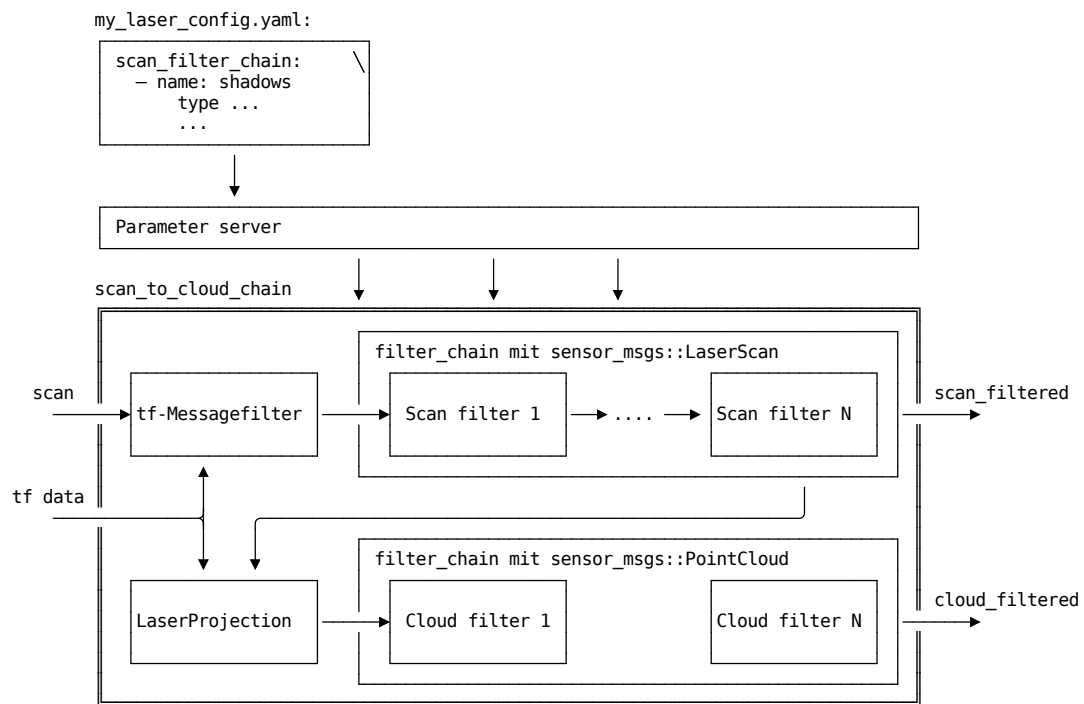 my_laser_config.yaml:
scan_filter_chain:
– name: shadows
type ...
...
Parameter server
scan_to_cloud_chain
filter_chain mit sensor_msgs::LaserScan
scan
tf-Messagefilter
Scan filter 1
....
Scan filter N
scan_filtered
tf data
filter_chain mit sensor_msgs::PointCloud
LaserProjection
Cloud filter 1
Cloud filter N
cloud_filtered